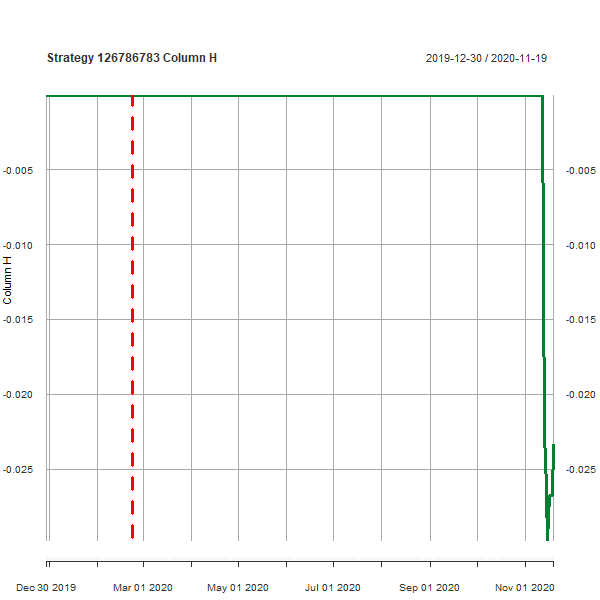 Strategy 126786783 Column H
2019-12-30 / 2020-11-19
-0.005 -0.005
-0.010 -0.010
Column H
-0.015 -0.015
-0.020 -0.020
-0.025 -0.025
Dec 30 2019 Mar 01 2020 May 01 2020 Jul 01 2020 Sep 01 2020 Nov 01 2020